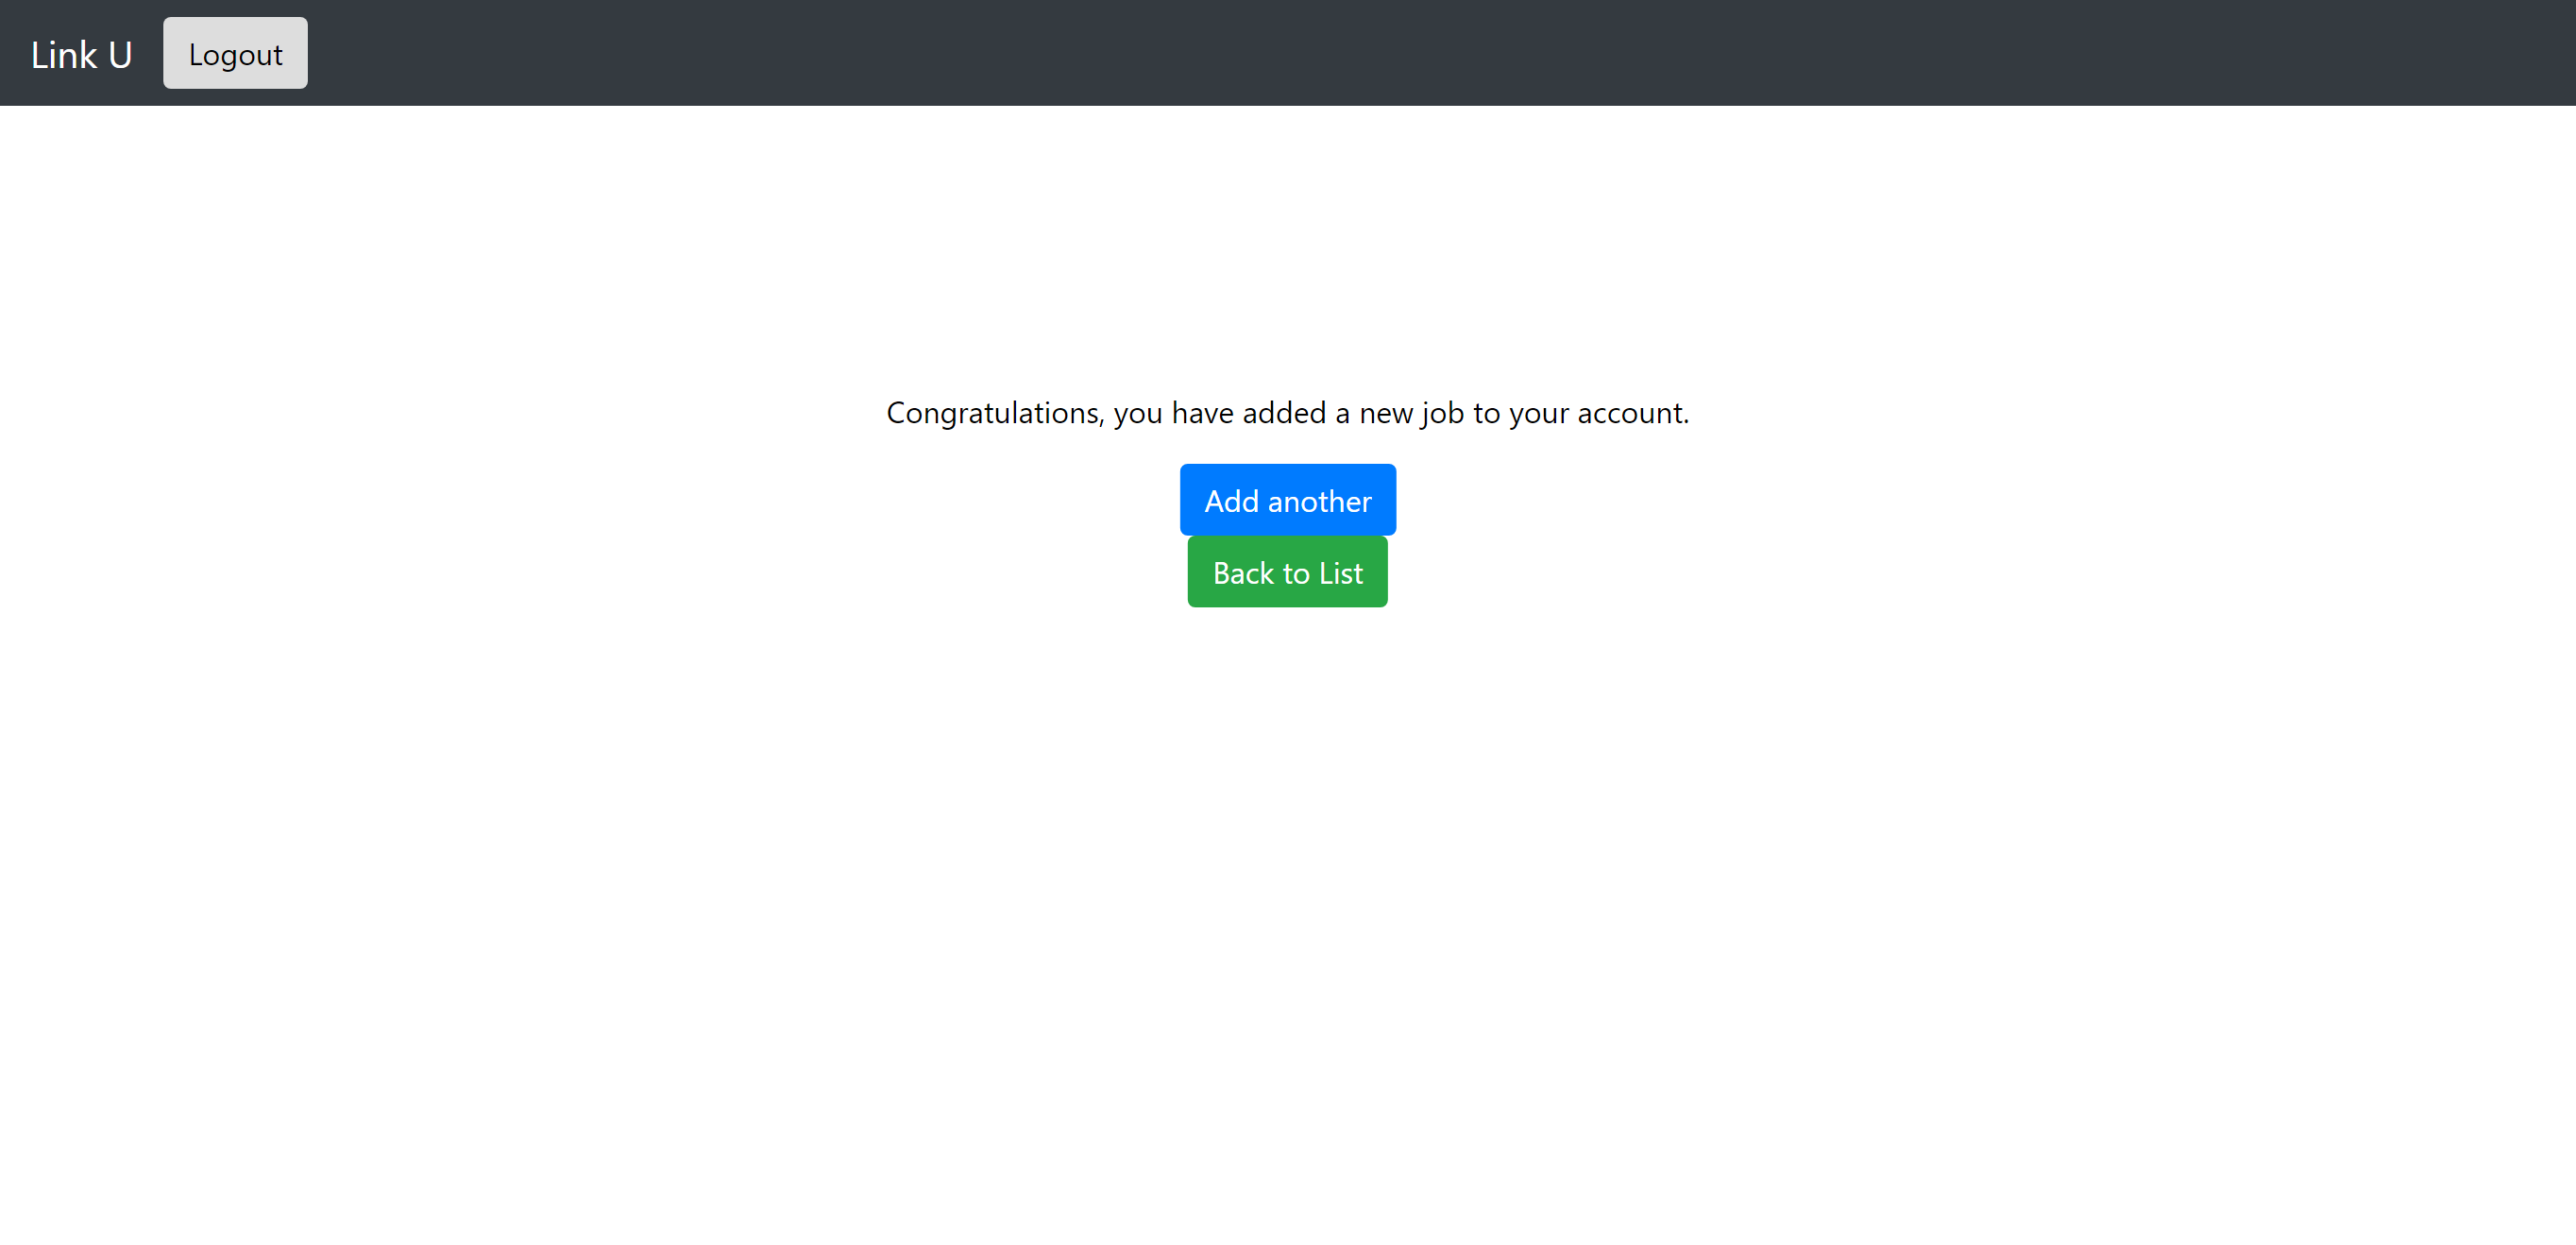 Link U Logout
Congratulations, you have added a new job to your account.
Add another
Back to List